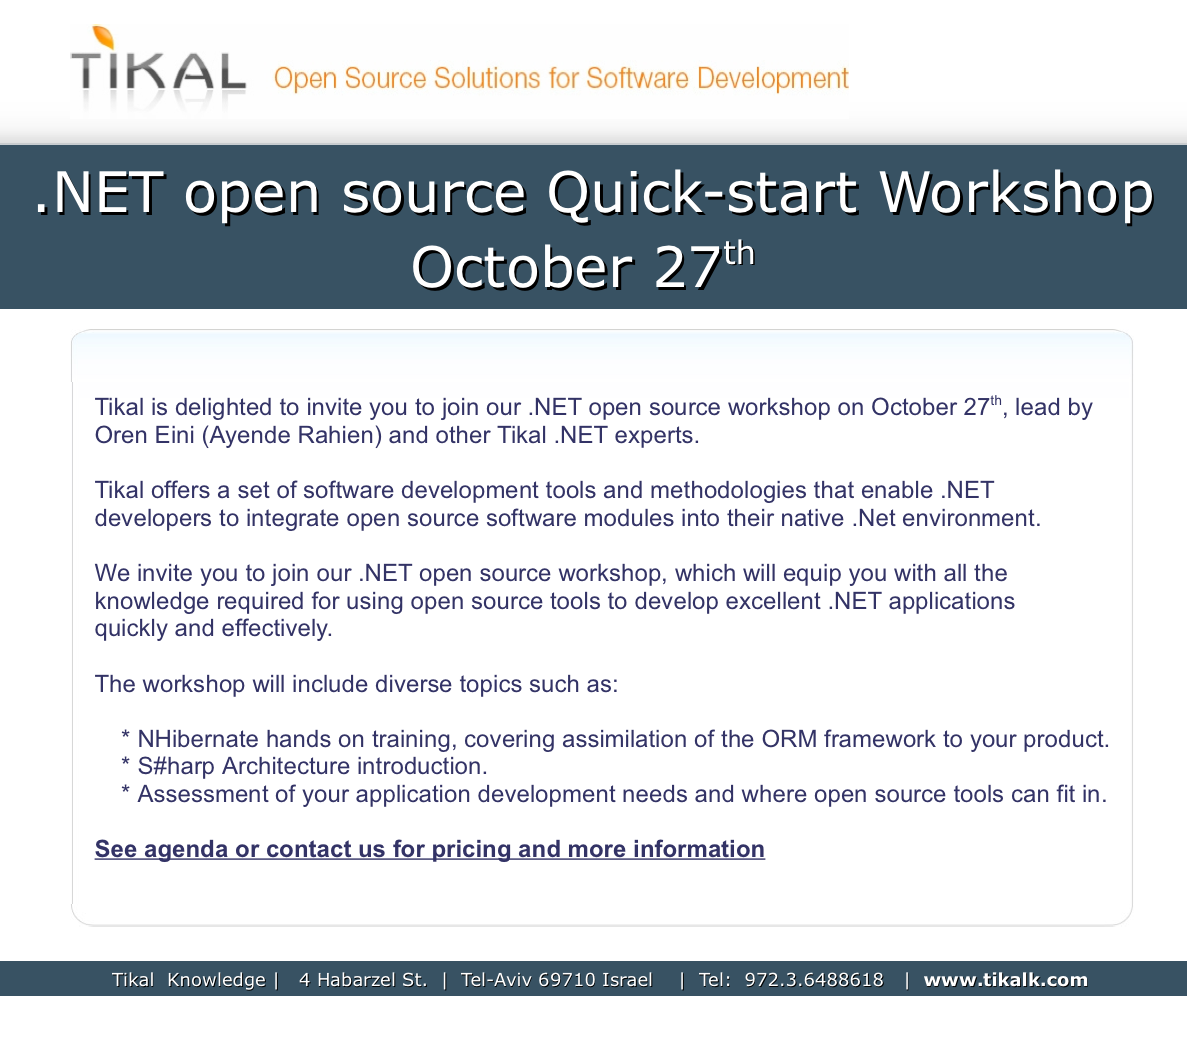 TIKAL Open Source Solutions for Software Development
.NET open source Quick-start Workshop
October 27th
Tikal is delighted to invite you to join our .NET open source workshop on October 27th, lead by
Oren Eini (Ayende Rahien) and other Tikal .NET experts.
Tikal offers a set of software development tools and methodologies that enable .NET
developers to integrate open source software modules into their native .Net environment.
We invite you to join our .NET open source workshop, which will equip you with all the
knowledge required for using open source tools to develop excellent .NET applications
quickly and effectively.
The workshop will include diverse topics such as:
* NHibernate hands on training, covering assimilation of the ORM framework to your product.
* S#harp Architecture introduction.
* Assessment of your application development needs and where open source tools can fit in.
See agenda or contact us for pricing and more information
Tikal Knowledge | 4 Habarzel St. | Tel-Aviv 69710 Israel | Tel: 972.3.6488618 | www.tikalk.com